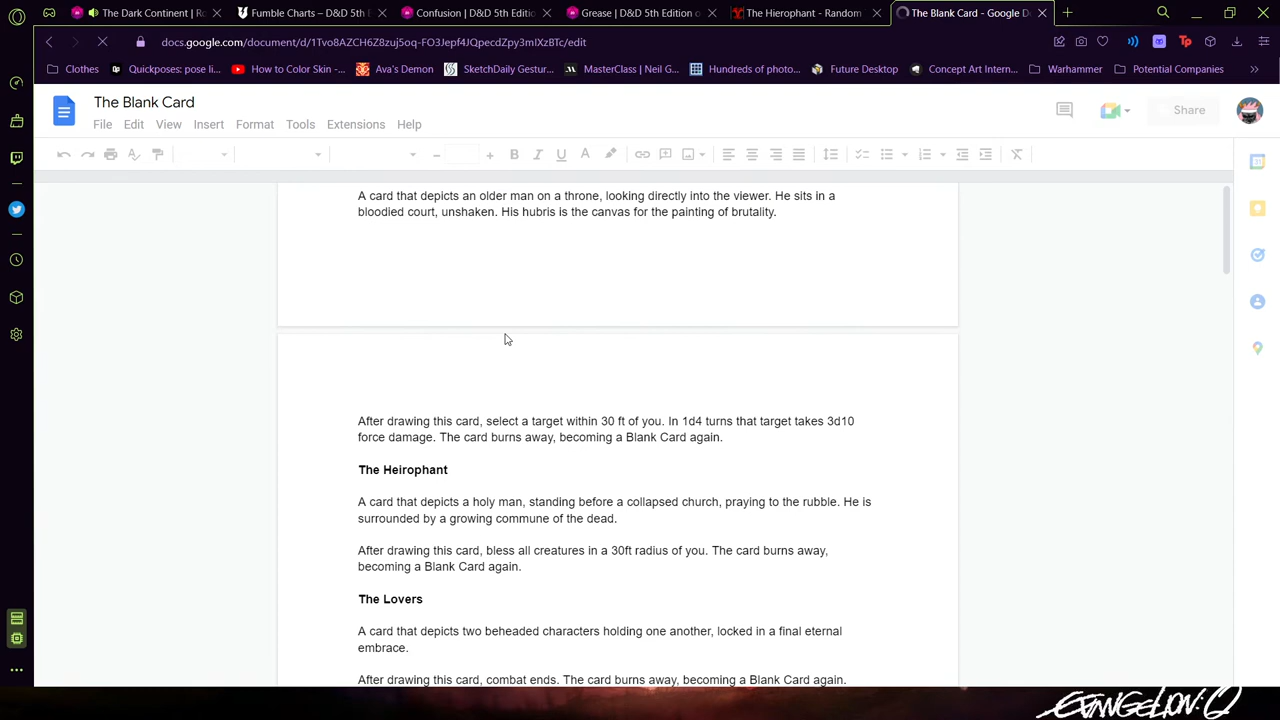 The Dark Continent | Ro
Fumble Charts – D&D 5th E
Confusion | D&D 5th Editio
Grease | D&D 5th Edition o
The Hierophant - Random
The Blank Card - Google D
docs.google.com/document/d/1Tvo8AZCH6Z8zuj5oq-FO3Jepf4JQpecdZpy3mIXzBTc/edit
Clothes
Quickposes: pose li...
How to Color Skin -...
Ava's Demon
SketchDaily Gestur...
MasterClass | Neil G...
Hundreds of photo...
Future Desktop
Concept Art Intern...
Warhammer
Potential Companies
The Blank Card
Share
File Edit View Insert Format Tools Extensions Help
A card that depicts an older man on a throne, looking directly into the viewer. He sits in a
bloodied court, unshaken. His hubris is the canvas for the painting of brutality.
After drawing this card, select a target within 30 ft of you. In 1d4 turns that target takes 3d10
force damage. The card burns away, becoming a Blank Card again.
The Heirophant
A card that depicts a holy man, standing before a collapsed church, praying to the rubble. He is
surrounded by a growing commune of the dead.
After drawing this card, bless all creatures in a 30ft radius of you. The card burns away,
becoming a Blank Card again.
The Lovers
A card that depicts two beheaded characters holding one another, locked in a final eternal
embrace.
After drawing this card, combat ends. The card burns away, becoming a Blank Card again.